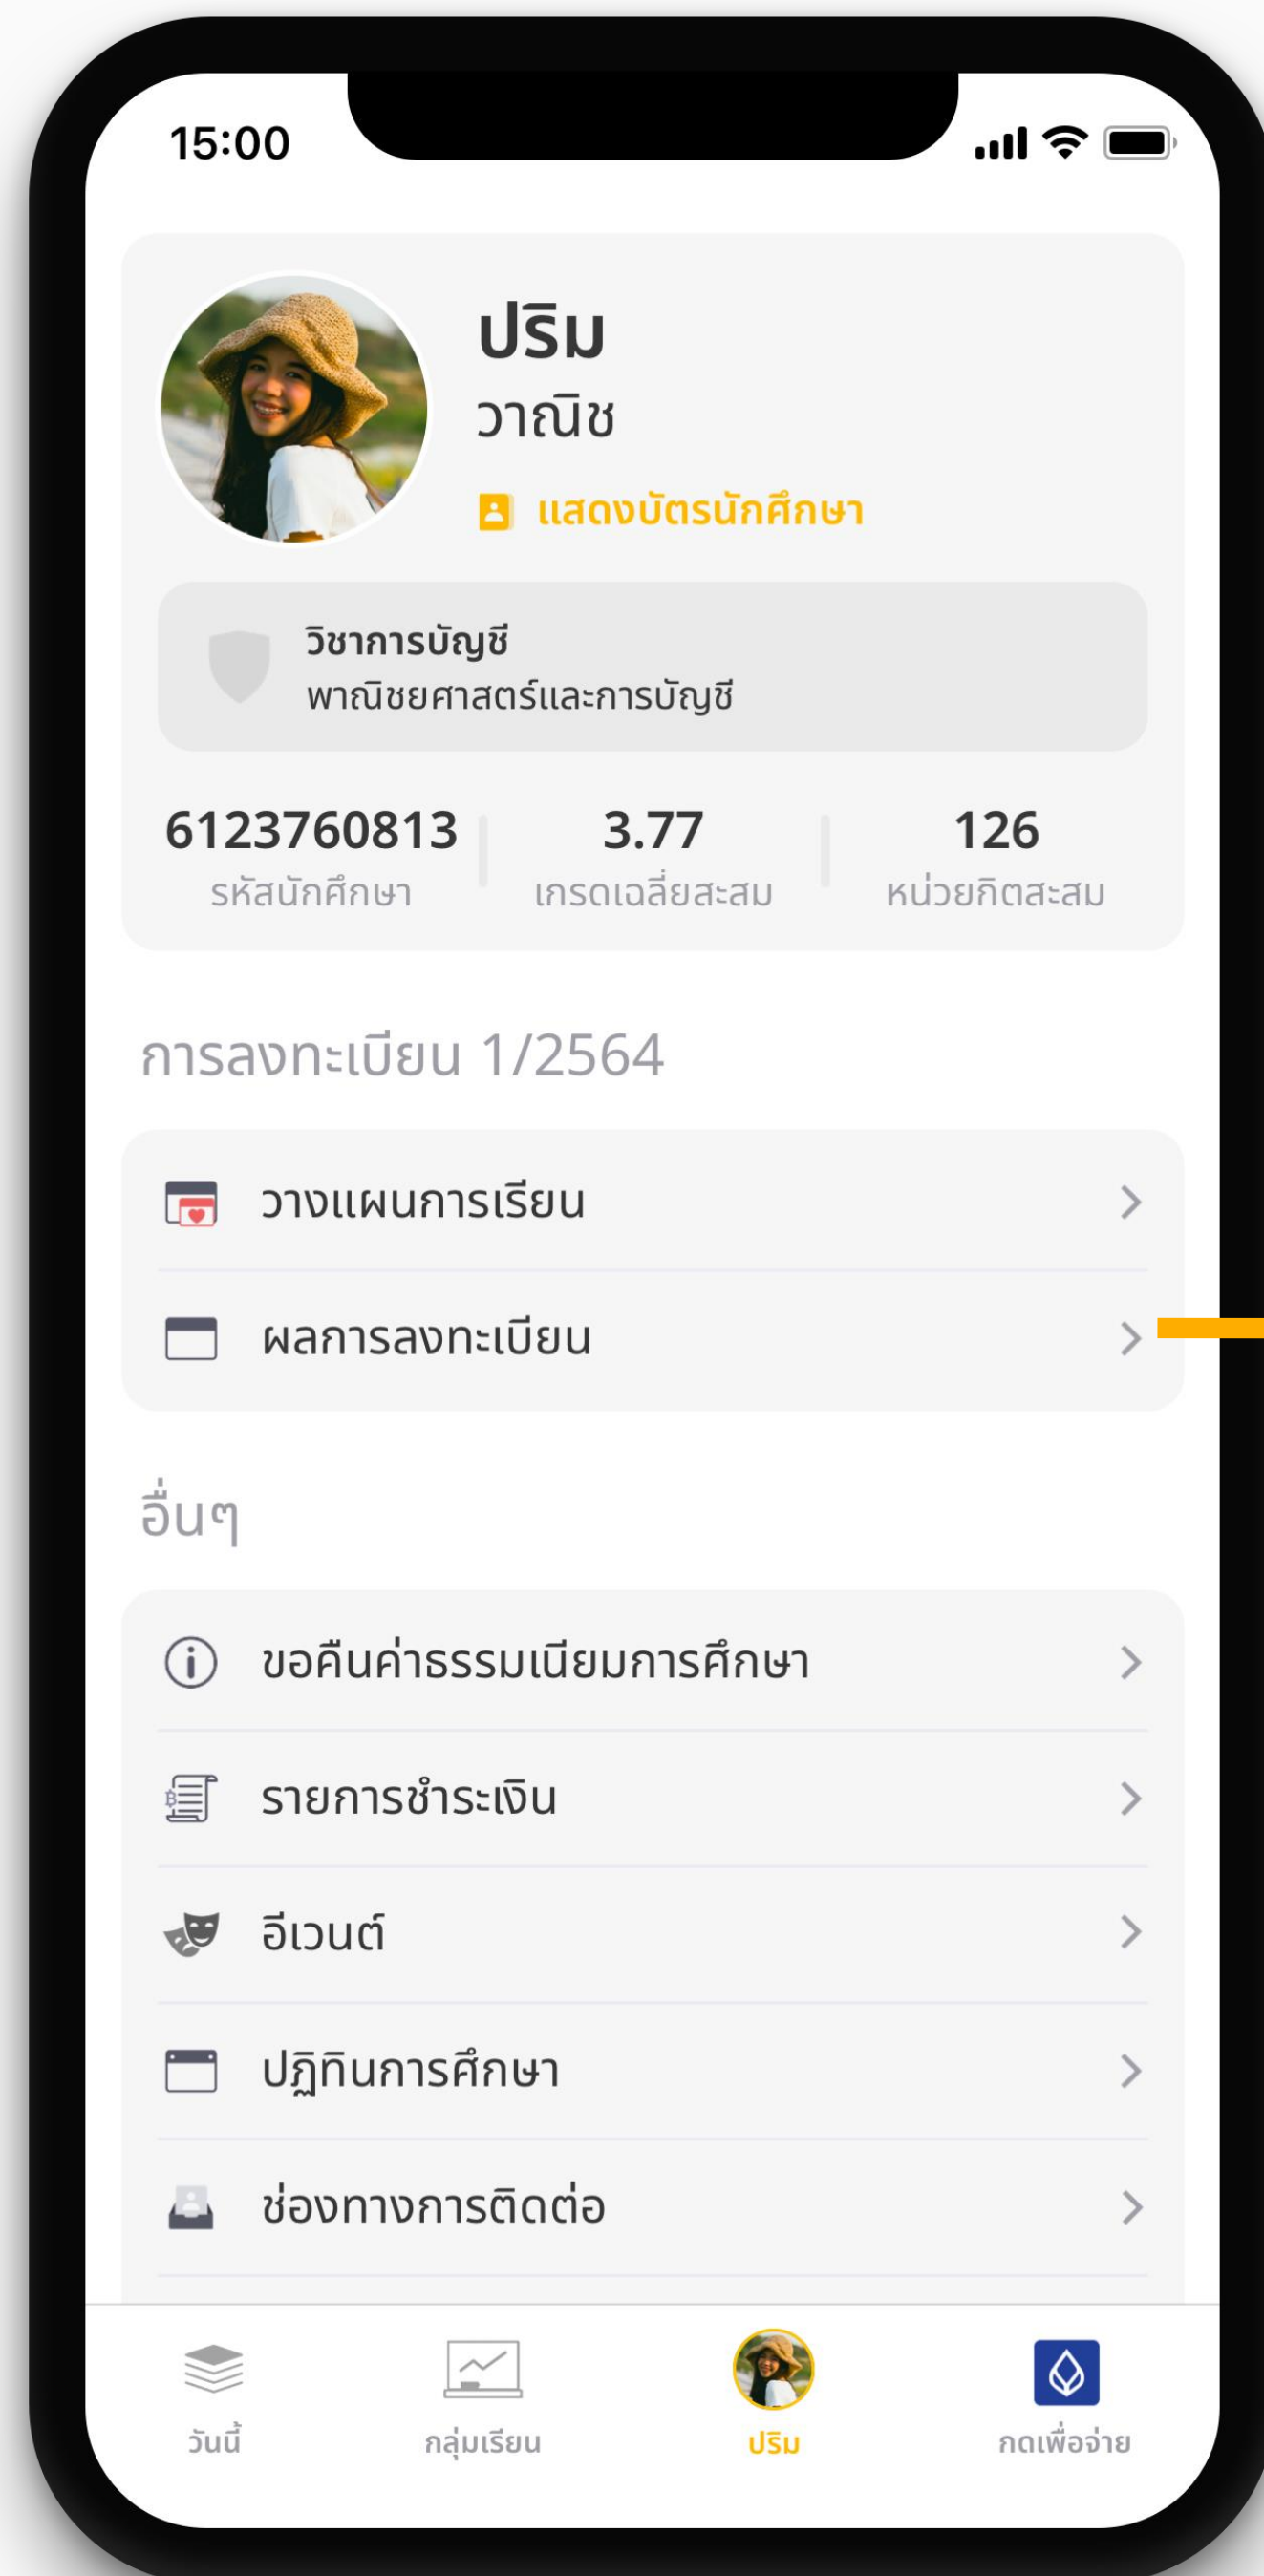 15:00
ปริม
วาณิช
แสดงบัตรนักศึกษา
วิชาการบัญชี
พาณิชยศาสตร์และการบัญชี
6123760813 3.77 126
รหัสนักศึกษา เกรดเฉลี่ยสะสม หน่วยกิตสะสม
การลงทะเบียน 1/2564
วางแผนการเรียน
ผลการลงทะเบียน
อื่นๆ
ขอคืนค่าธรรมเนียมการศึกษา
รายการชำระเงิน
อีเวนต์
ปฏิทินการศึกษา
ช่องทางการติดต่อ
วันนี้ กลุ่มเรียน ปริม กดเพื่อจ่าย